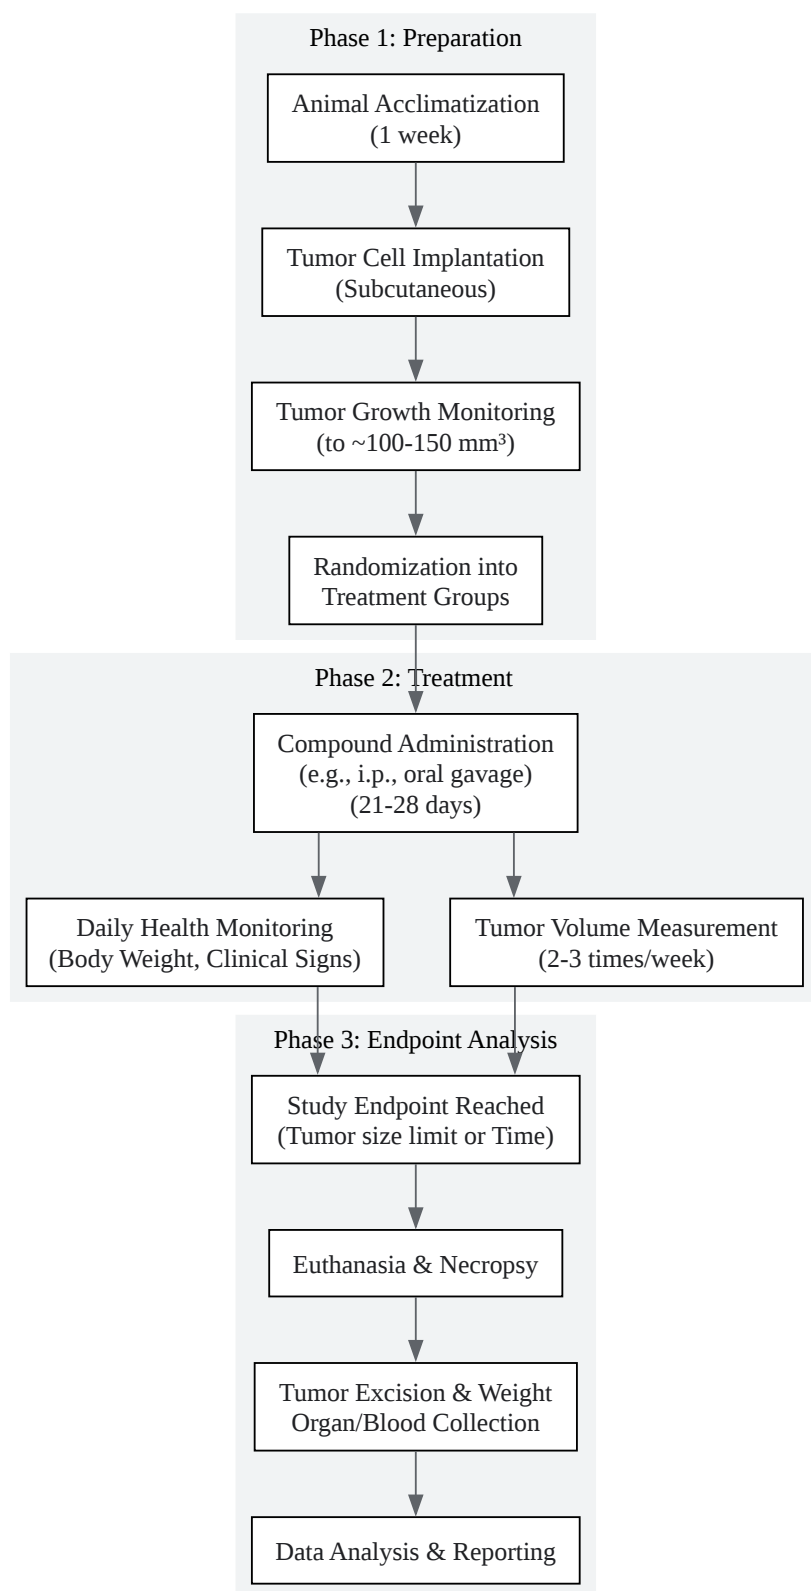 Phase 1: Preparation
Animal Acclimatization
(1 week)
Tumor Cell Implantation
(Subcutaneous)
Tumor Growth Monitoring
(to ~100-150 mm³)
Randomization into
Treatment Groups
Phase 2: Treatment
Compound Administration
(e.g., i.p., oral gavage)
(21-28 days)
Daily Health Monitoring
(Body Weight, Clinical Signs)
Tumor Volume Measurement
(2-3 times/week)
Phase 3: Endpoint Analysis
Study Endpoint Reached
(Tumor size limit or Time)
Euthanasia & Necropsy
Tumor Excision & Weight
Organ/Blood Collection
Data Analysis & Reporting